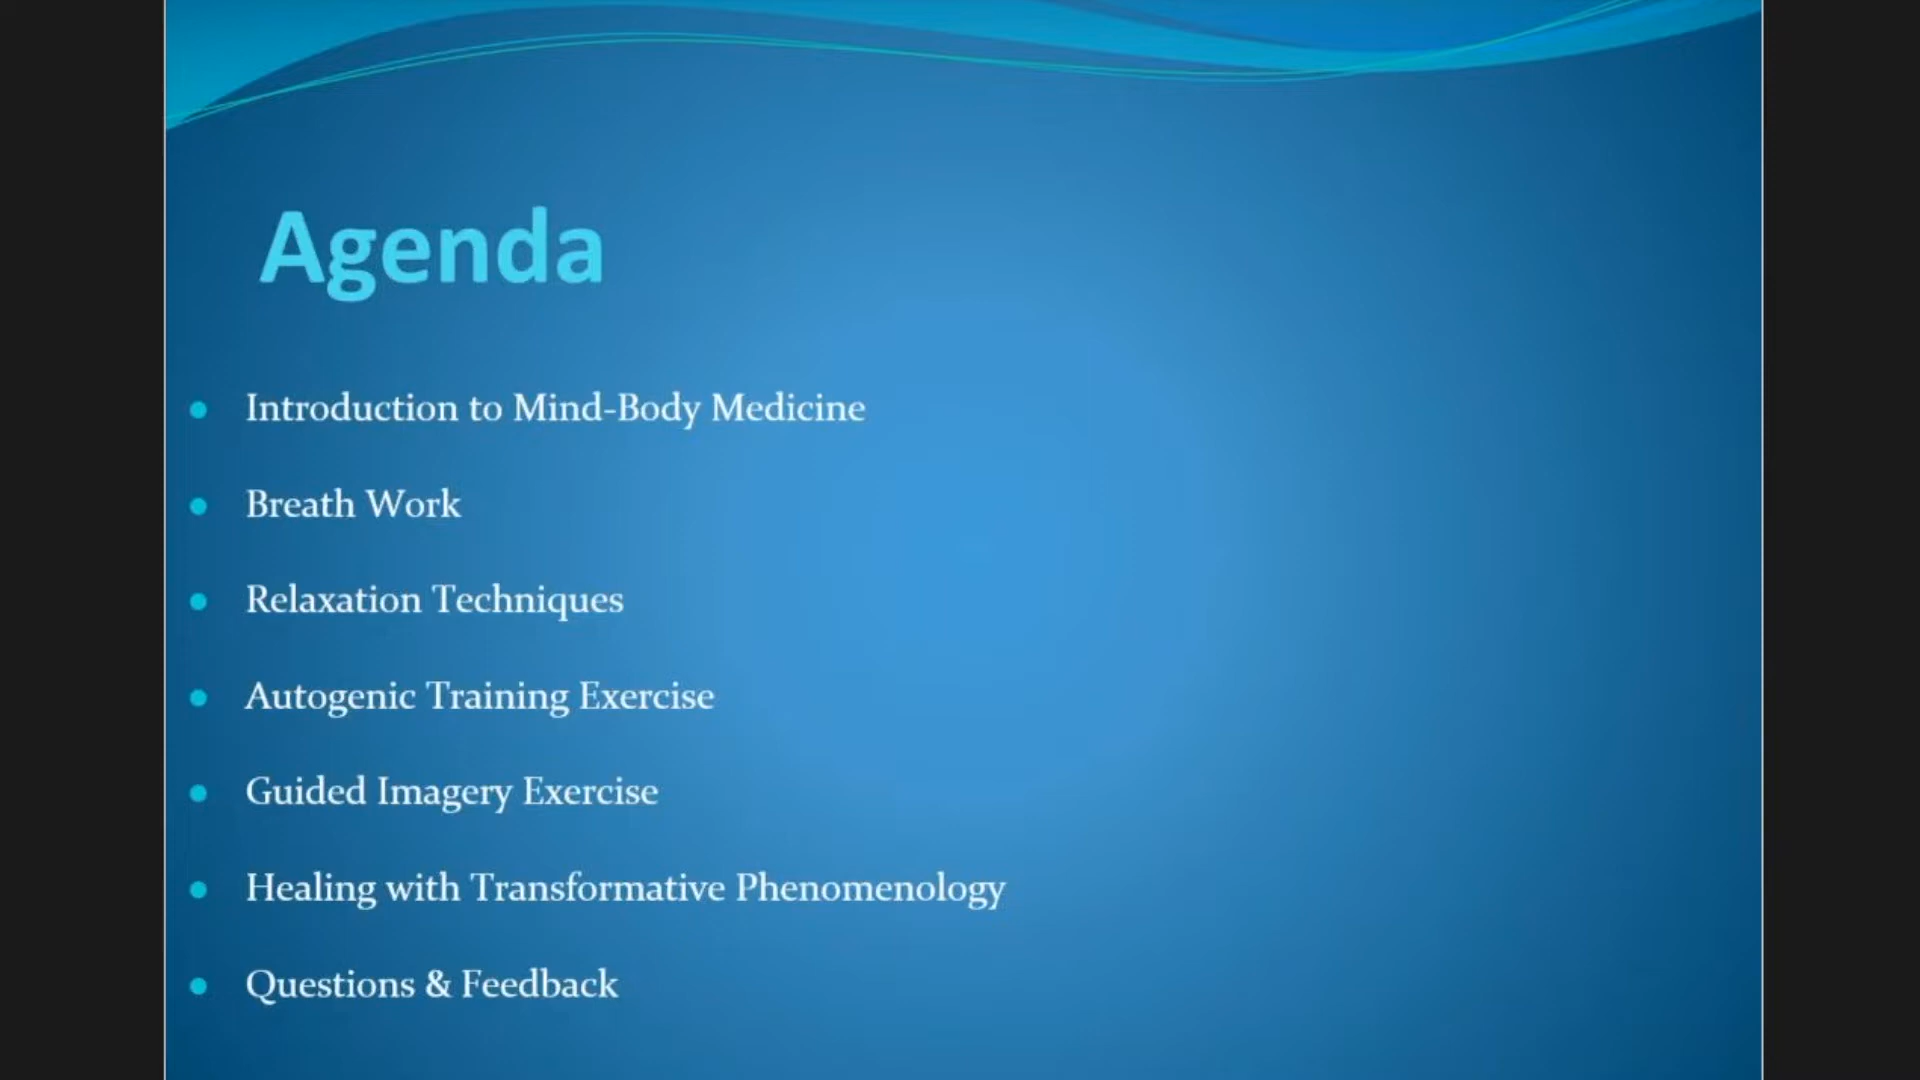 Agenda
Introduction to Mind-Body Medicine
Breath Work
Relaxation Techniques
Autogenic Training Exercise
Guided Imagery Exercise
Healing with Transformative Phenomenology
Questions & Feedback